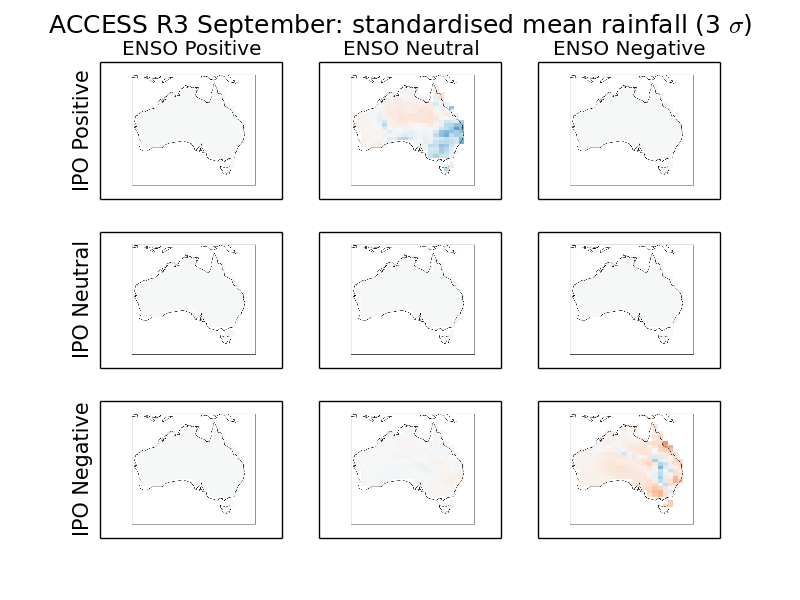 ACCESS R3 September: standardised mean rainfall (3 σ)
ENSO Positive ENSO Neutral ENSO Negative
IPO Positive
IPO Neutral
IPO Negative